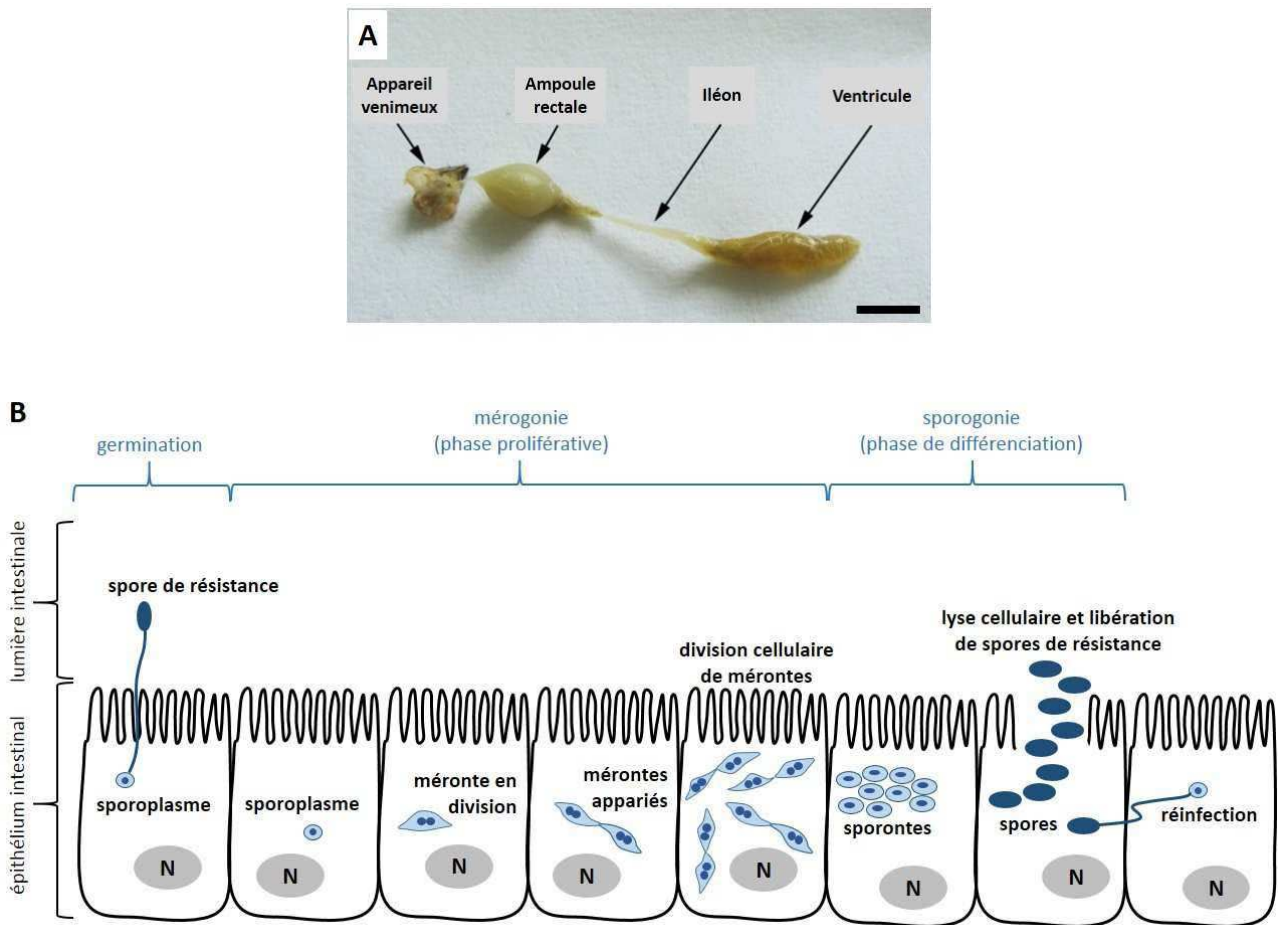 A
Appareil
venimeux
Ampoule
rectale
Iléon
Ventricule
B
germination
mérogonie
(phase proliférative)
sporogonie
(phase de différenciation)
lumière intestinale
épithélium intestinal
spore de résistance
sporoplasme
N
sporoplasme
N
méronte en
division
N
mérontes
appariés
N
division cellulaire
de mérontes
N
sporontes
N
lyse cellulaire et libération
de spores de résistance
spores
N
réinfection
N